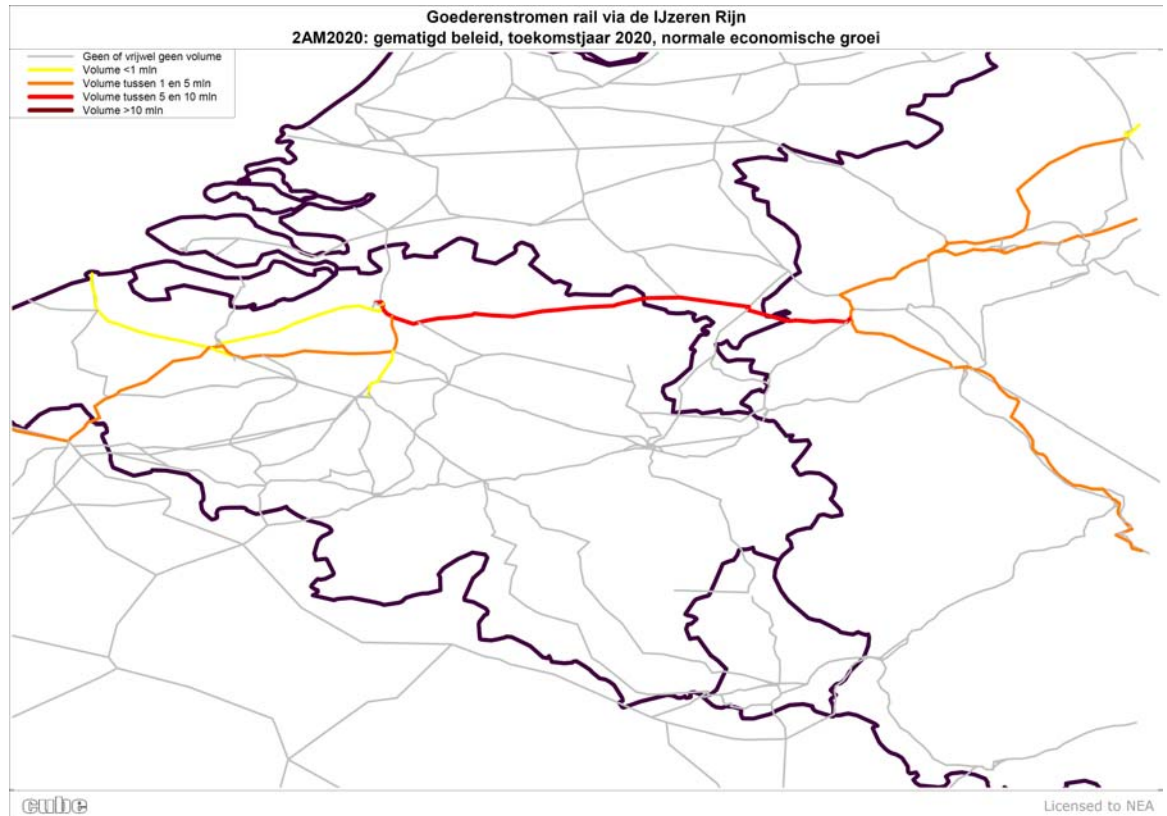 Goederenstromen rail via de IJzeren Rijn
2AM2020: gematigd beleid, toekomstjaar 2020, normale economische groei
Geen of vrijwel geen volume
Volume <1 mln
Volume tussen 1 en 5 mln
Volume tussen 5 en 10 mln
Volume >10 mln
cube
Licensed to NEA